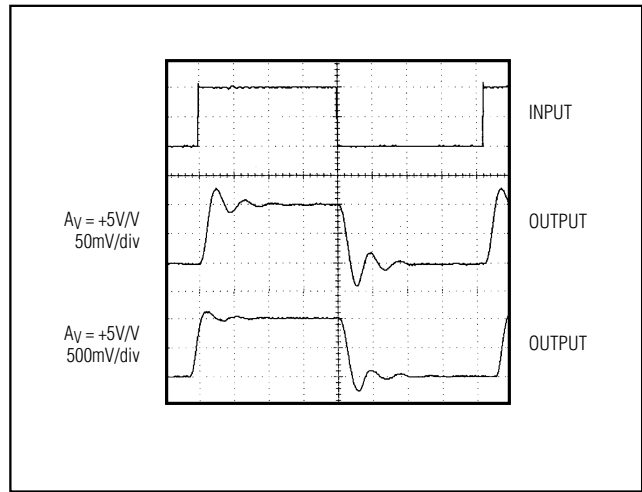 INPUT
AV = +5V/V
50mV/div
OUTPUT
AV = +5V/V
500mV/div
OUTPUT